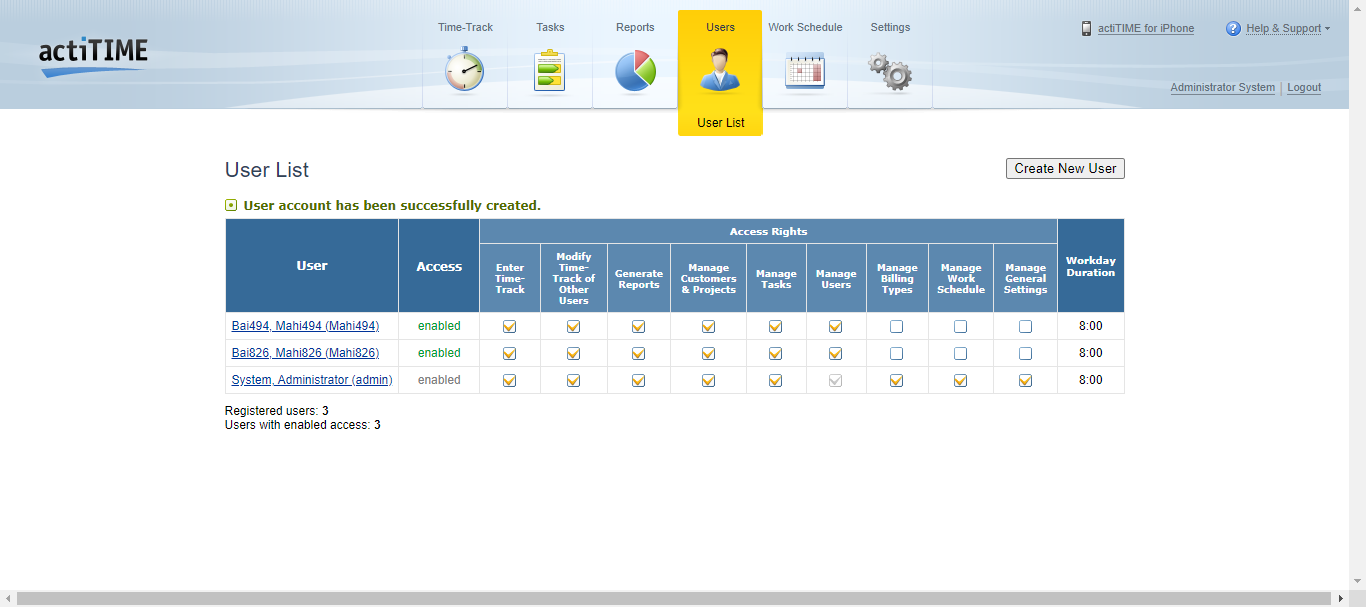 actiTIME
Time-Track
Tasks
Reports
Users
Work Schedule
Settings
actiTIME for iPhone
Help & Support
Administrator System
Logout
User List
User List
Create New User
User account has been successfully created.
User
Access
Access Rights
Workday
Duration
Enter
Time-
Track
Modify
Time-
Track of
Other
Users
Generate
Reports
Manage
Customers
& Projects
Manage
Tasks
Manage
Users
Manage
Billing
Types
Manage
Work
Schedule
Manage
General
Settings
Bai494, Mahi494 (Mahi494) enabled 8:00
Bai826, Mahi826 (Mahi826) enabled 8:00
System, Administrator (admin) enabled 8:00
Registered users: 3
Users with enabled access: 3